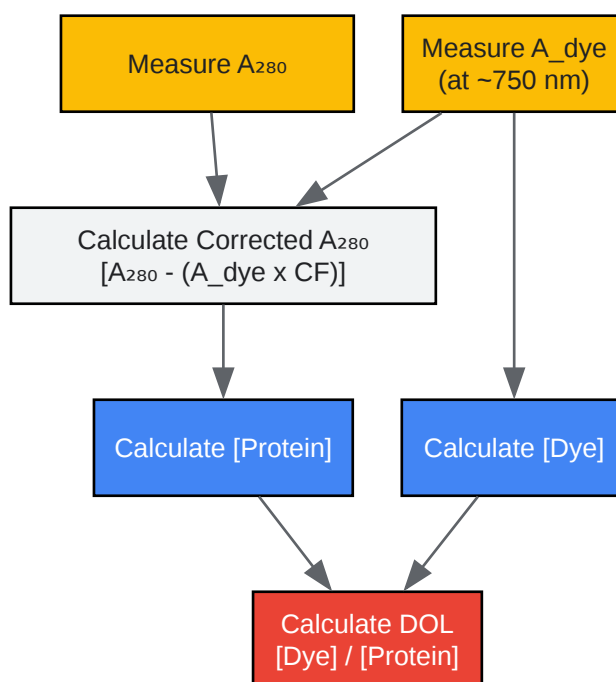 Measure A₂₈₀
Measure A_dye
(at ~750 nm)
Calculate Corrected A₂₈₀
[A₂₈₀ - (A_dye x CF)]
Calculate [Protein]
Calculate [Dye]
Calculate DOL
[Dye] / [Protein]